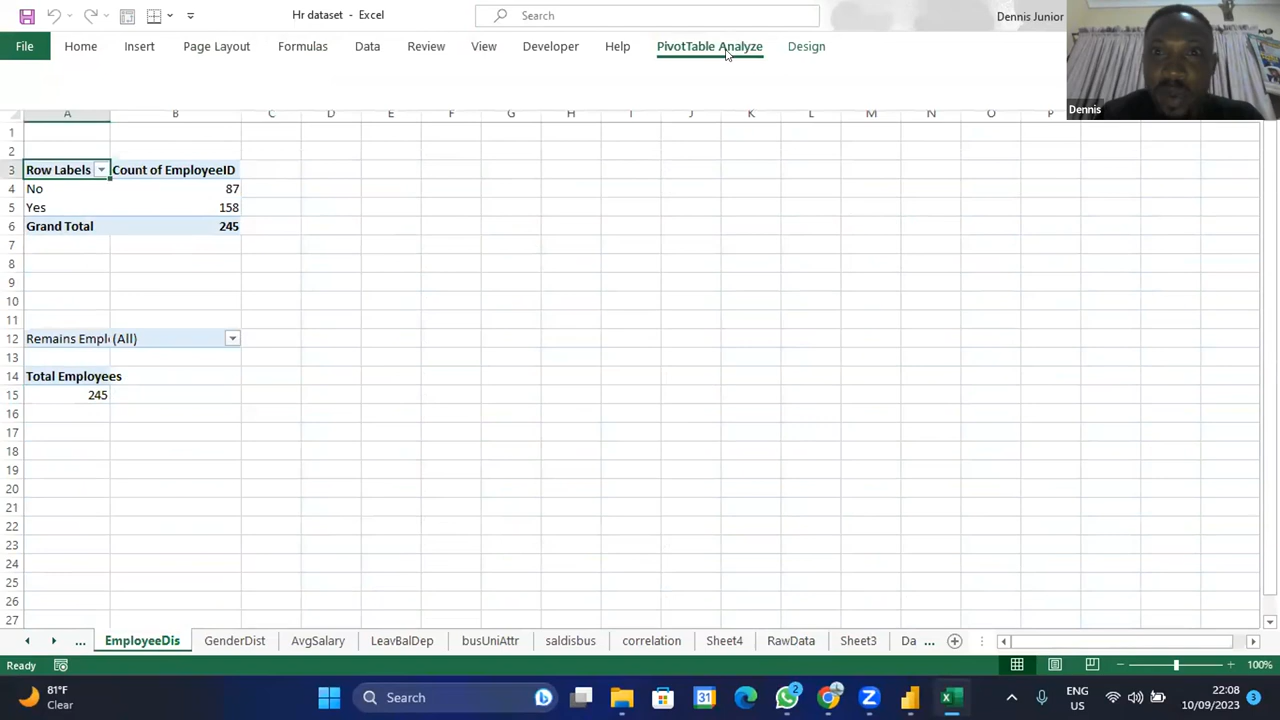 Hr dataset - Excel
Search
Dennis Junior
File Home Insert Page Layout Formulas Data Review View Developer Help PivotTable Analyze Design
Dennis
A B C D E F G H I J K L M N O P
1
2
3 Row Labels Count of EmployeeID
4 No 87
5 Yes 158
6 Grand Total 245
7
8
9
10
11
12 Remains Empl (All)
13
14 Total Employees
15 245
16
17
18
19
20
21
22
23
24
25
26
27
... EmployeeDis GenderDist AvgSalary LeavBalDep busUniAttr saldisbus correlation Sheet4 RawData Sheet3 Da ...
Ready 100%
81°F
Clear
Search
31
2
ENG
US
22:08
10/09/2023
3